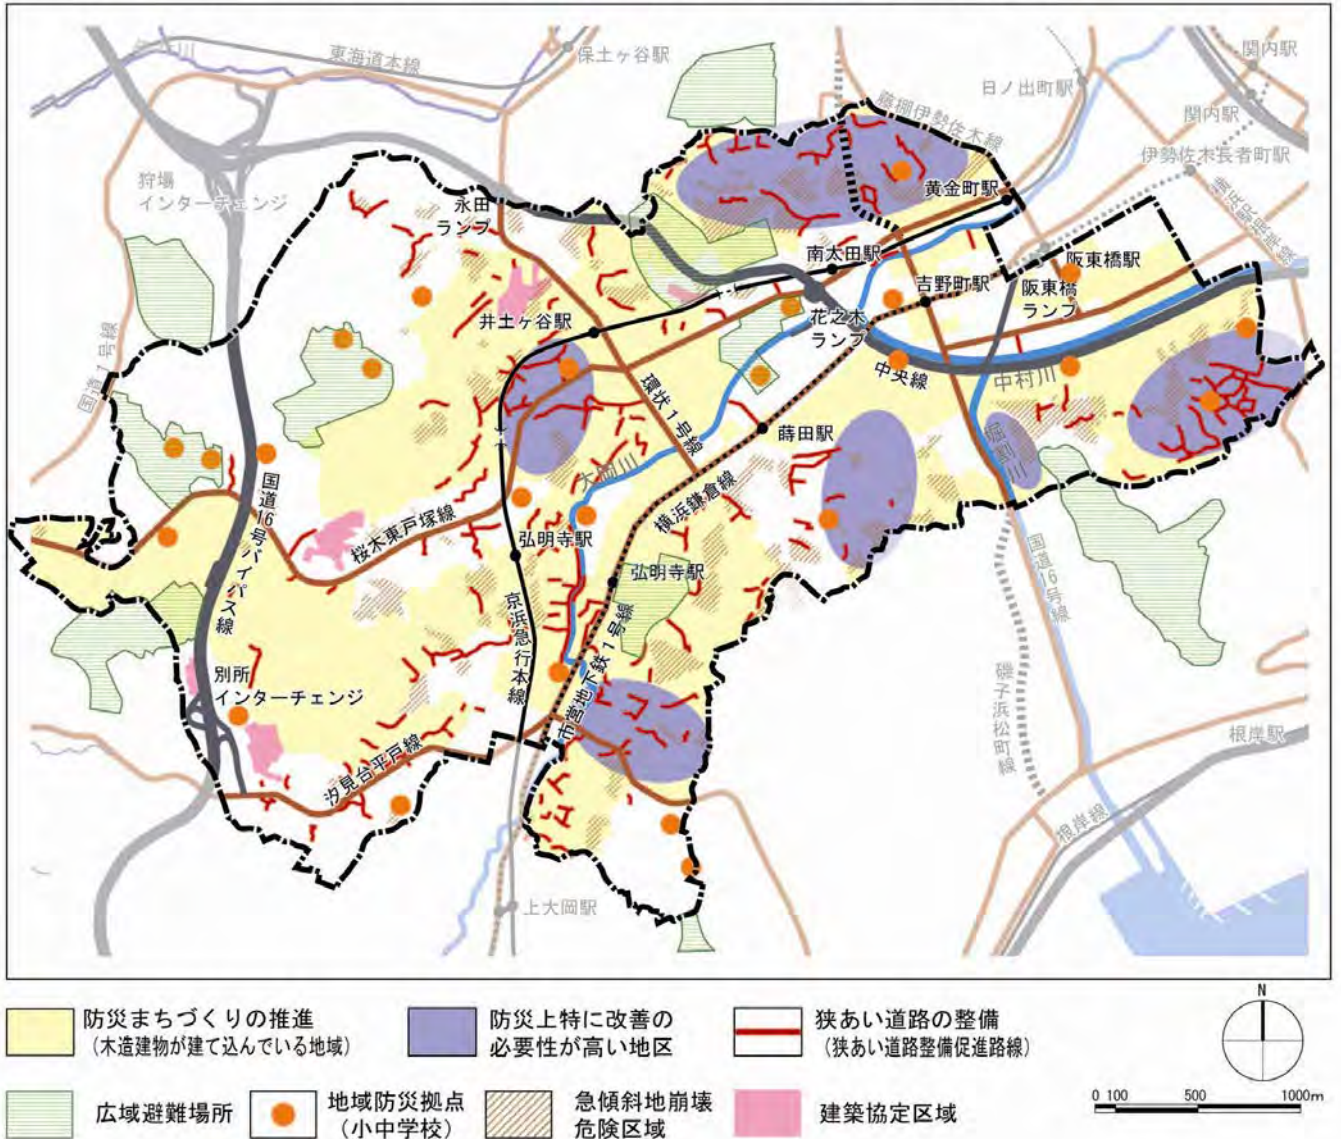 東海道本線
保土ヶ谷駅
関内駅
日ノ出町駅
関内駅
藤棚伊勢佐木線
伊勢佐木長者町駅
狩場
インターチェンジ
永田
ランプ
黄金町駅
横浜駅根岸線
南太田駅
吉野町駅
阪東橋駅
阪東橋
ランプ
井土ヶ谷駅
花之木
ランプ
国道1号線
環状1号線
中央線
中村川
蒔田駅
堀割川
大岡川
国道16号バイパス線
桜木東戸塚線
横浜鎌倉線
弘明寺駅
弘明寺駅
国道16号線
京浜急行本線
市営地下鉄1号線
別所
インターチェンジ
磯子浜松町線
根岸駅
汐見台平戸線
根岸線
上大岡駅
防災まちづくりの推進
(木造建物が建て込んでいる地域)
防災上特に改善の
必要性が高い地区
狭あい道路の整備
(狭あい道路整備促進路線)
N
広域避難場所
地域防災拠点
(小中学校)
急傾斜地崩壊
危険区域
建築協定区域
0 100 500 1000m